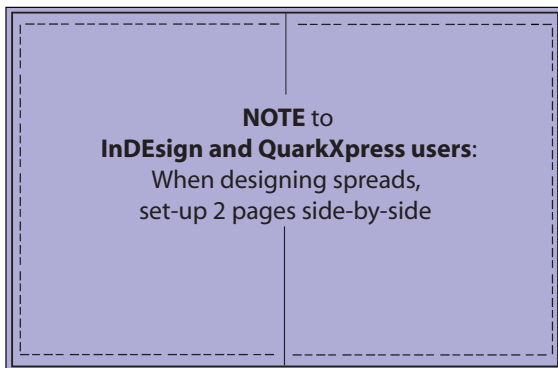 NOTE to
InDEsign and QuarkXpress users:
When designing spreads,
set-up 2 pages side-by-side